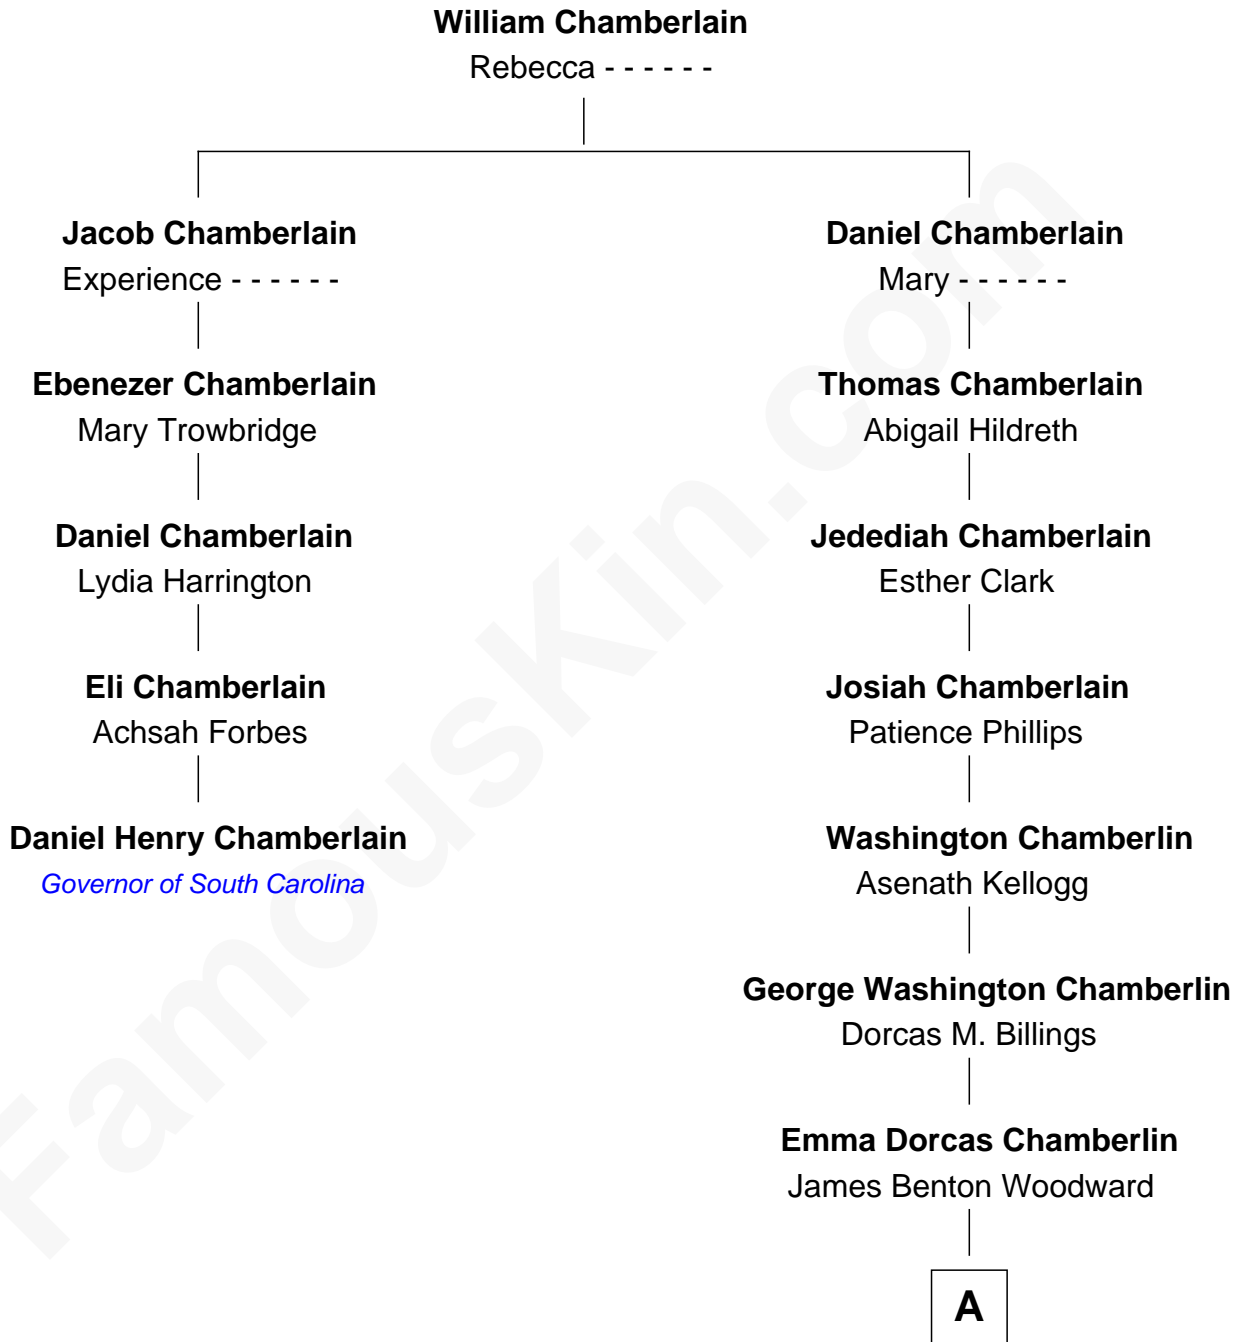 William Chamberlain
Rebecca - - - - - -
Jacob Chamberlain
Experience - - - - - -
Ebenezer Chamberlain
Mary Trowbridge
Daniel Chamberlain
Lydia Harrington
Eli Chamberlain
Achsah Forbes
Daniel Henry Chamberlain
Governor of South Carolina
Daniel Chamberlain
Mary - - - - - -
Thomas Chamberlain
Abigail Hildreth
Jedediah Chamberlain
Esther Clark
Josiah Chamberlain
Patience Phillips
Washington Chamberlin
Asenath Kellogg
George Washington Chamberlin
Dorcas M. Billings
Emma Dorcas Chamberlin
James Benton Woodward
A
FamousKin.com